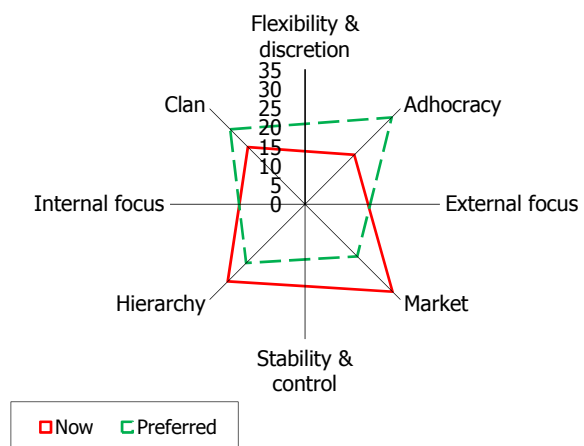 Flexibility &
discretion
35
30
25
20
15
10
5
0
Clan
Adhocracy
Internal focus
External focus
Hierarchy
Market
Stability &
control
Now
Preferred